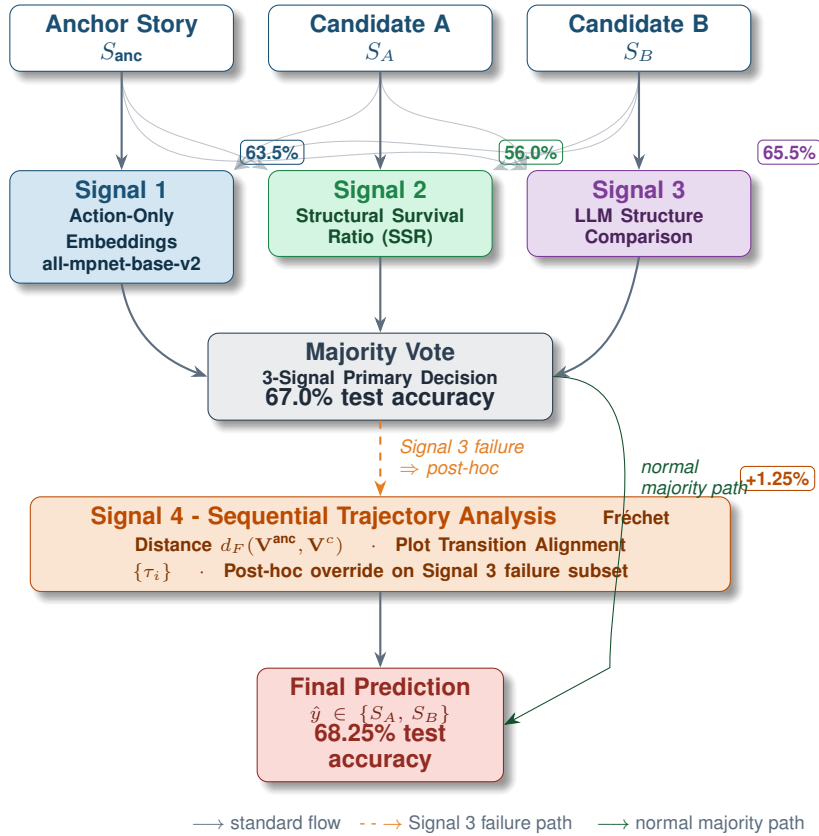 Anchor Story
S_anc
Candidate A
S_A
Candidate B
S_B
63.5%
56.0%
65.5%
Signal 1
Action-Only
Embeddings
all-mpnet-base-v2
Signal 2
Structural Survival
Ratio (SSR)
Signal 3
LLM Structure
Comparison
Majority Vote
3-Signal Primary Decision
67.0% test accuracy
Signal 3 failure
⇒ post-hoc
normal
majority path
+1.25%
Signal 4 - Sequential Trajectory Analysis Fréchet
Distance d_F(V^anc, V^c) · Plot Transition Alignment
{τ_i} · Post-hoc override on Signal 3 failure subset
Final Prediction
ŷ ∈ {S_A, S_B}
68.25% test
accuracy
standard flow
Signal 3 failure path
normal majority path